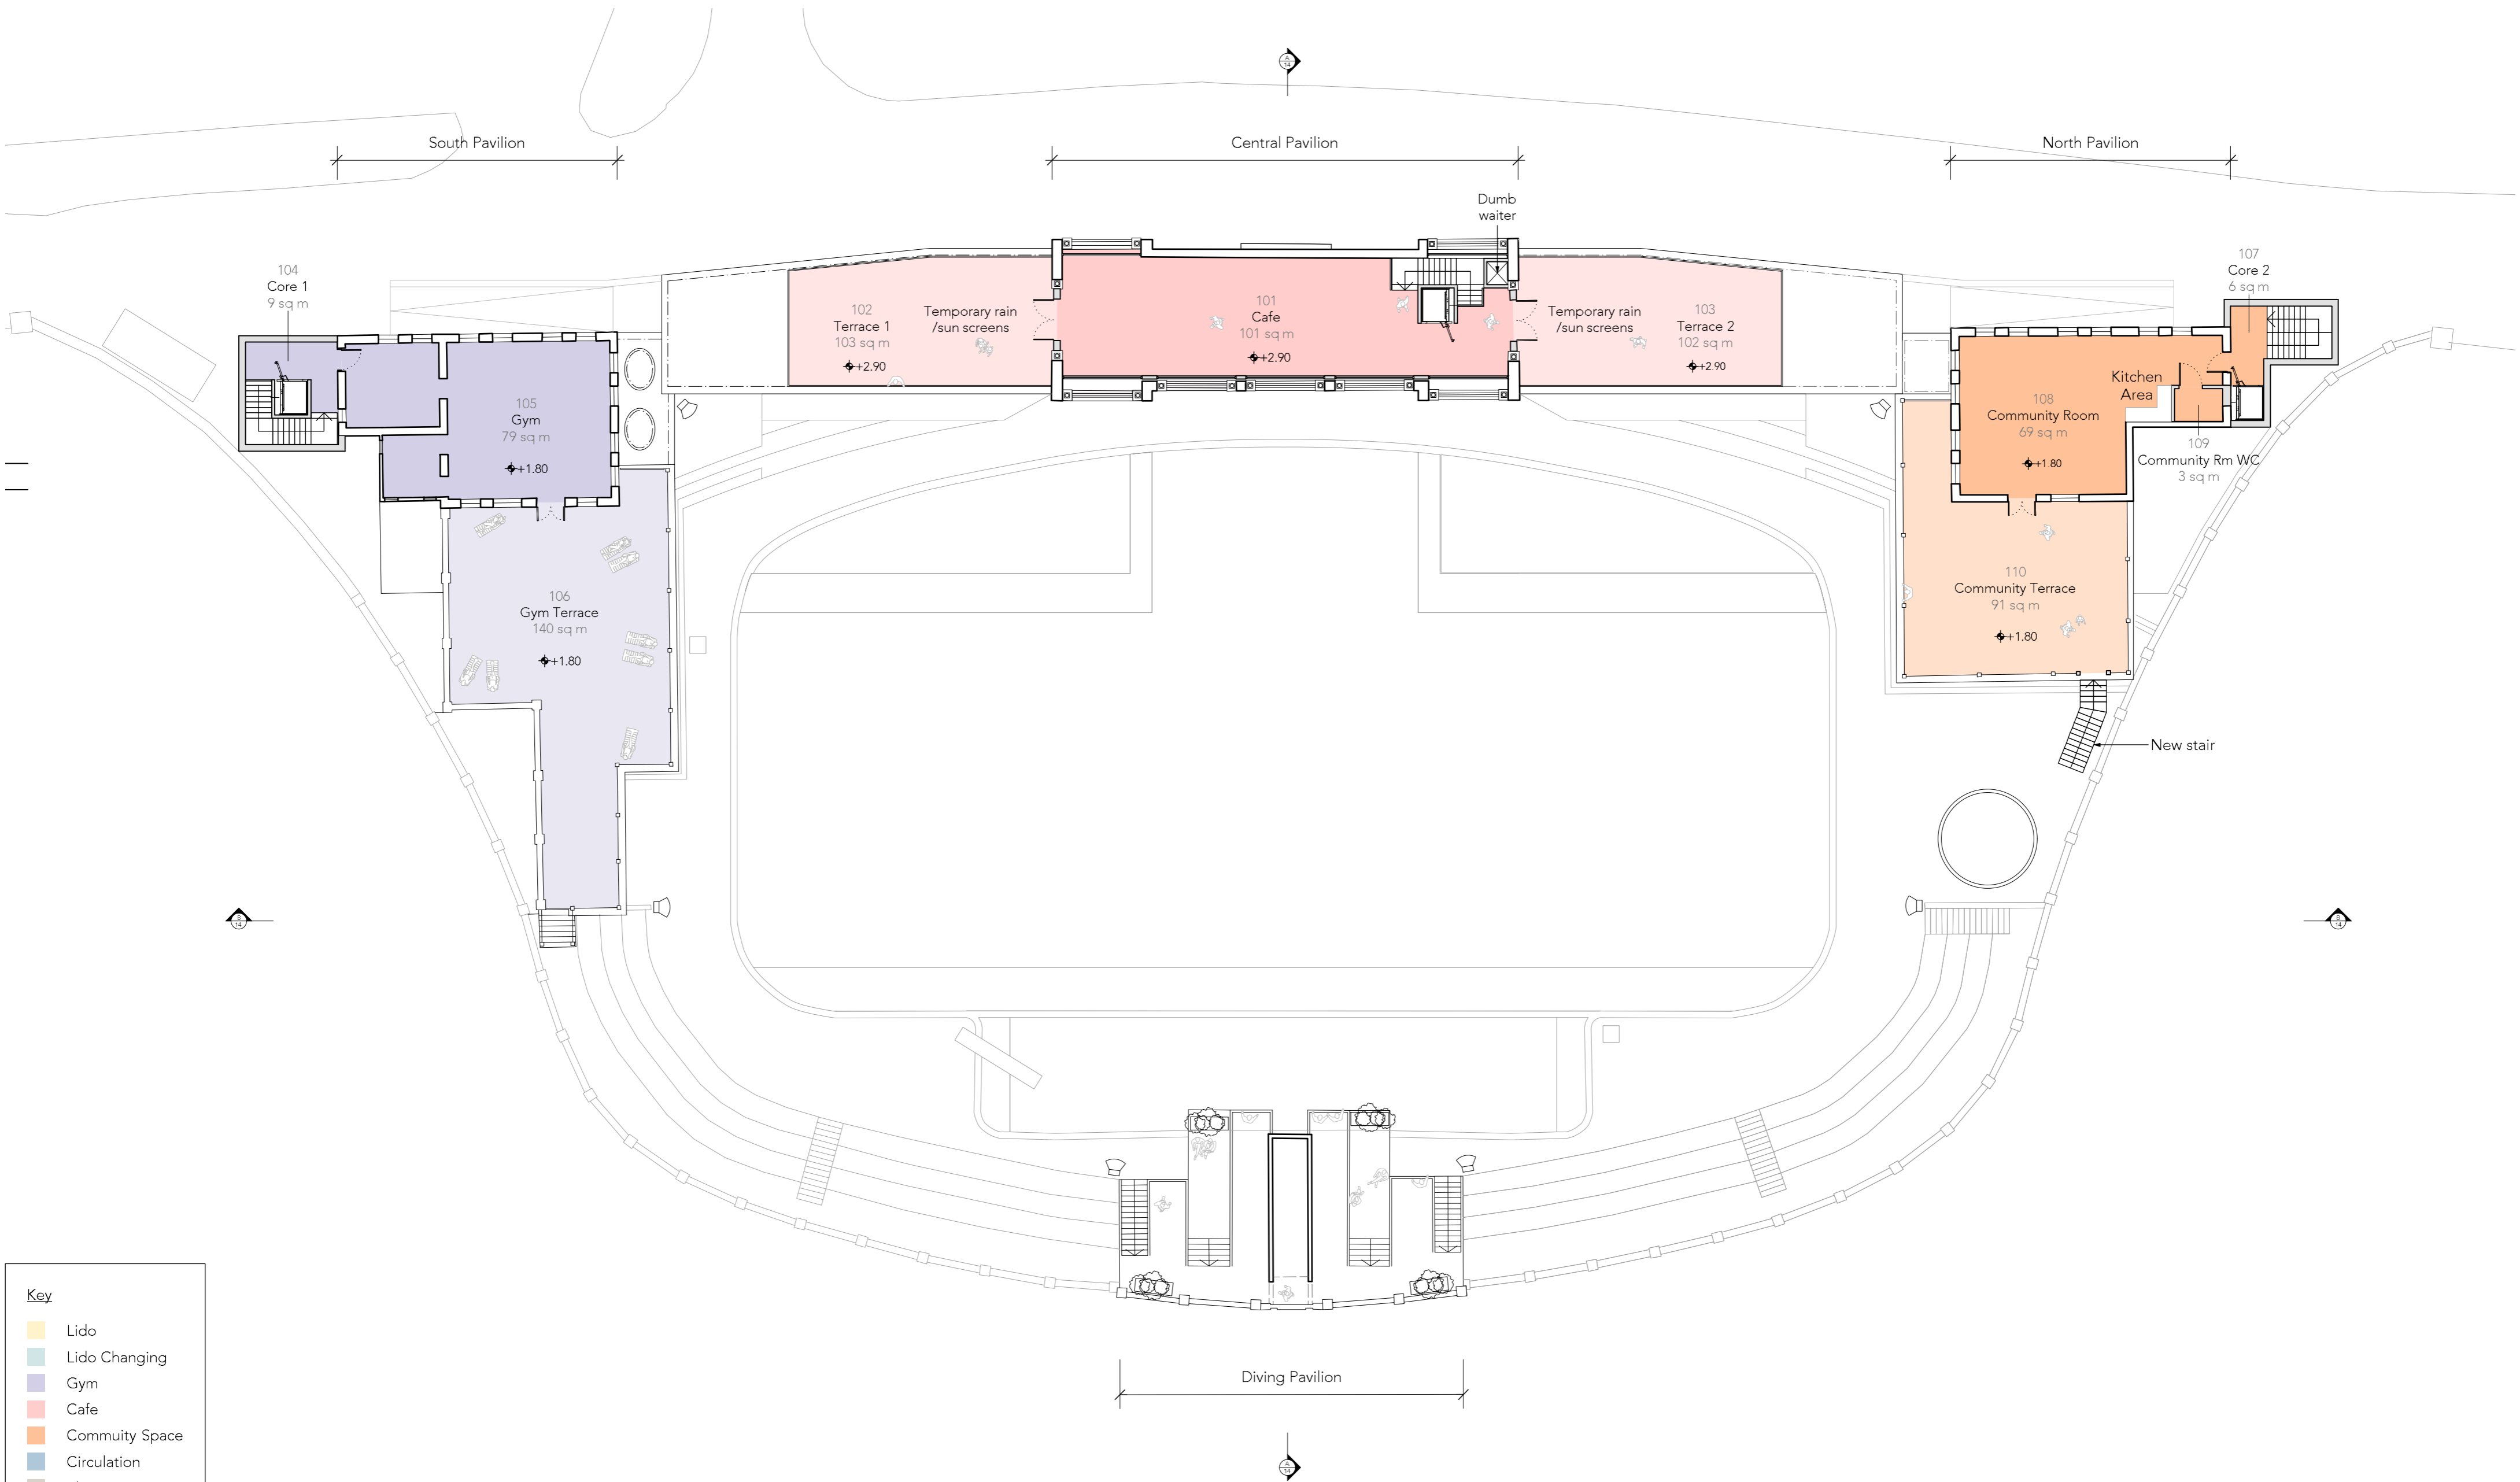 A
14
South Pavilion
Central Pavilion
North Pavilion
Dumb
waiter
104
Core 1
9 sq m
107
Core 2
6 sq m
102
Terrace 1
103 sq m
+2.90
Temporary rain
/sun screens
101
Cafe
101 sq m
+2.90
Temporary rain
/sun screens
103
Terrace 2
102 sq m
+2.90
105
Gym
79 sq m
+1.80
Kitchen
Area
108
Community Room
69 sq m
+1.80
109
Community Rm WC
3 sq m
106
Gym Terrace
140 sq m
+1.80
110
Community Terrace
91 sq m
+1.80
New stair
B
14
B
14
Diving Pavilion
A
14
Key
Lido
Lido Changing
Gym
Cafe
Commuity Space
Circulation